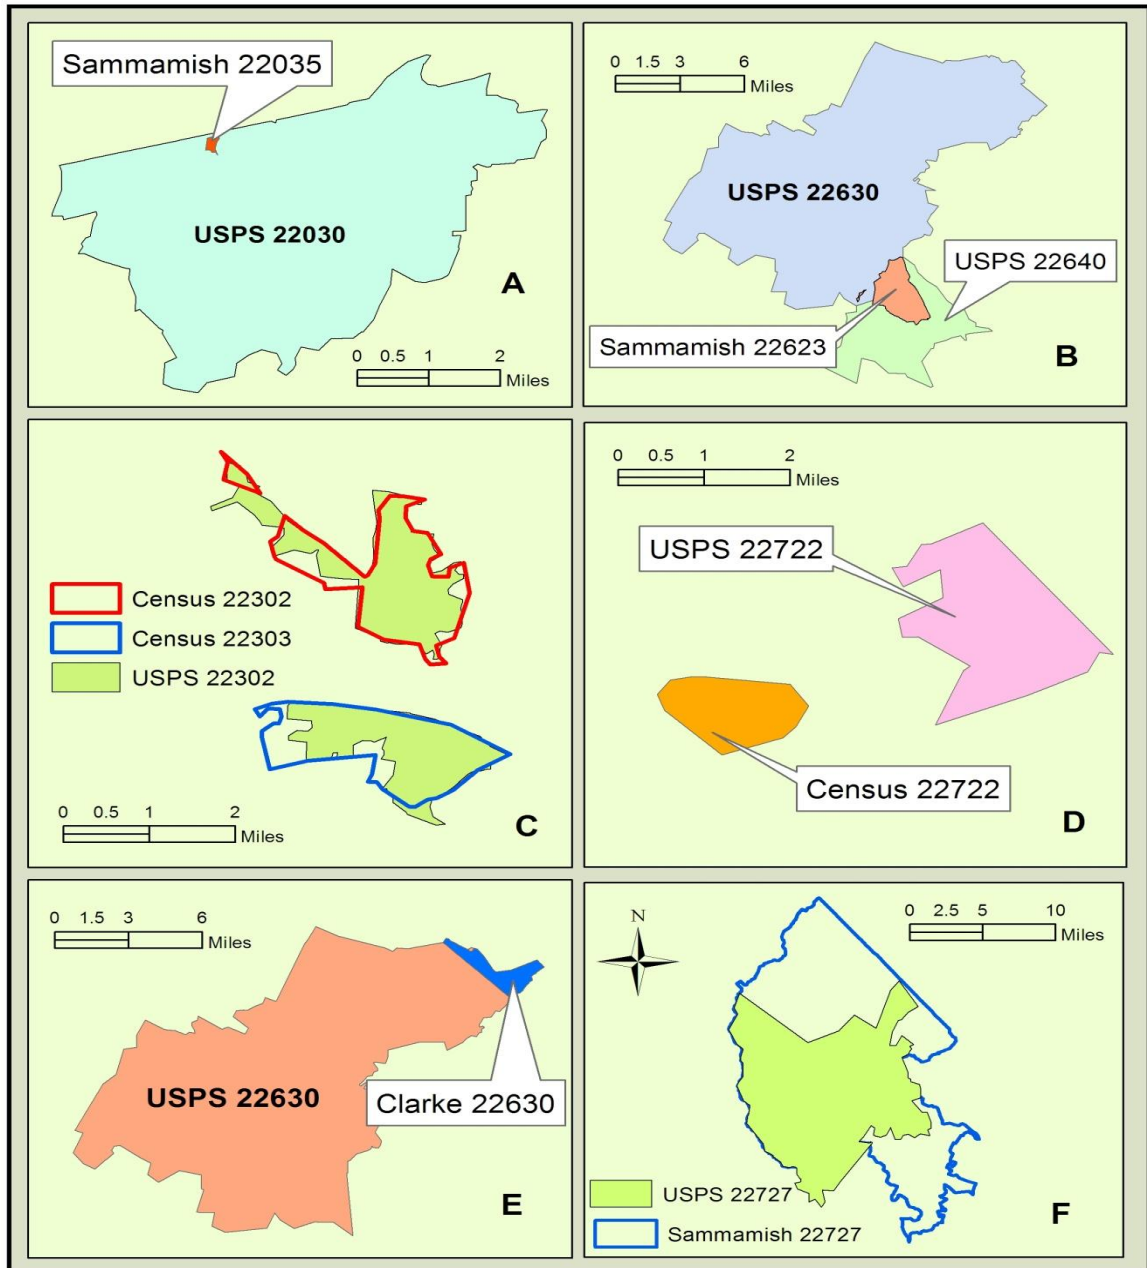 Sammamish 22035
USPS 22030
A
0 0.5 1 2
Miles
0 1.5 3 6
Miles
USPS 22630
USPS 22640
Sammamish 22623
B
Census 22302
Census 22303
USPS 22302
0 0.5 1 2
Miles
C
0 0.5 1 2
Miles
USPS 22722
Census 22722
D
0 1.5 3 6
Miles
USPS 22630
Clarke 22630
E
N
0 2.5 5 10
Miles
USPS 22727
Sammamish 22727
F